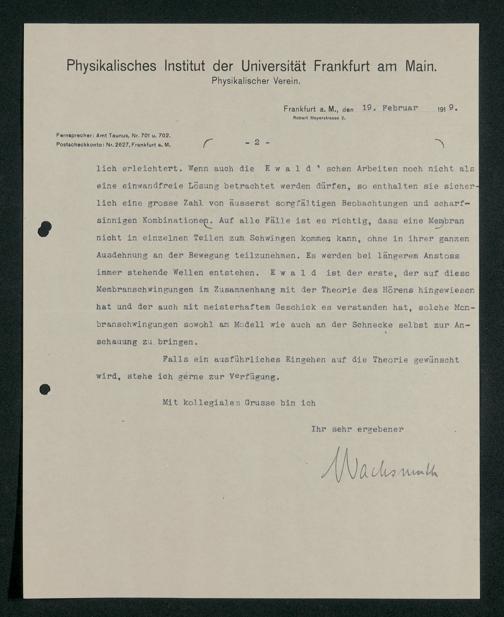 Physikalisches Institut der Universität Frankfurt am Main.
Physikalischer Verein.
Frankfurt a. M., den 19. Februar 1919.
Robert Mayerstrasse 2.
Fernsprecher: Amt Taunus, Nr. 701 u. 702.
Postscheckkonto: Nr. 2627, Frankfurt a. M.
- 2 -
lich erleichtert. Wenn auch die E w a l d ' schen Arbeiten noch nicht als
eine einwandfreie Lösung betrachtet werden dürfen, so enthalten sie sicher-
lich eine grosse Zahl von äusserst sorgfältigen Beobachtungen und scharf-
sinnigen Kombinationen. Auf alle Fälle ist es richtig, dass eine Membran
nicht in einzelnen Teilen zum Schwingen kommen kann, ohne in ihrer ganzen
Ausdehnung an der Bewegung teilzunehmen. Es werden bei längerem Anstoss
immer stehende Wellen entstehen. E w a l d ist der erste, der auf diese
Membranschwingungen im Zusammenhang mit der Theorie des Hörens hingewiesen
hat und der auch mit meisterhaftem Geschick es verstanden hat, solche Mem-
branschwingungen sowohl am Modell wie auch an der Schnecke selbst zur An-
schauung zu bringen.
Falls ein ausführliches Eingehen auf die Theorie gewünscht
wird, stehe ich gerne zur Verfügung.
Mit kollegialem Grusse bin ich
Ihr sehr ergebener
Wachsmuth